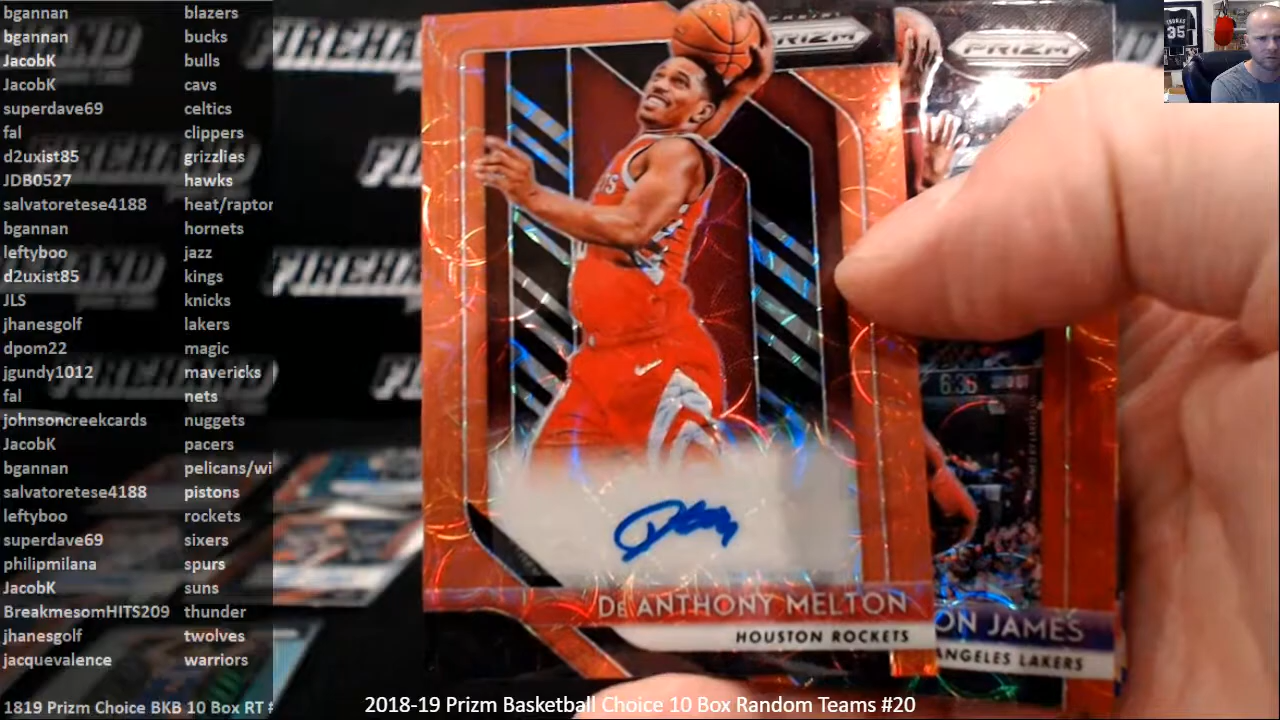 bgannan blazers
bgannan bucks
JacobK bulls
JacobK cavs
superdave69 celtics
fal clippers
d2uxist85 grizzlies
JDB0527 hawks
salvatoretese4188 heat/raptor
bgannan hornets
leftyboo jazz
d2uxist85 kings
JLS knicks
jhanesgolf lakers
dpom22 magic
jgundy1012 mavericks
fal nets
johnsoncreekcards nuggets
JacobK pacers
bgannan pelicans/wi
salvatoretese4188 pistons
leftyboo rockets
superdave69 sixers
philipmilana spurs
JacobK suns
BreakmesomHITS209 thunder
jhanesgolf twolves
jacquevalence warriors
1819 Prizm Choice BKB 10 Box RT #
PRIZM
PRIZM
35
6:36
DE'ANTHONY MELTON
HOUSTON ROCKETS
ON JAMES
ANGELES LAKERS
2018-19 Prizm Basketball Choice 10 Box Random Teams #20